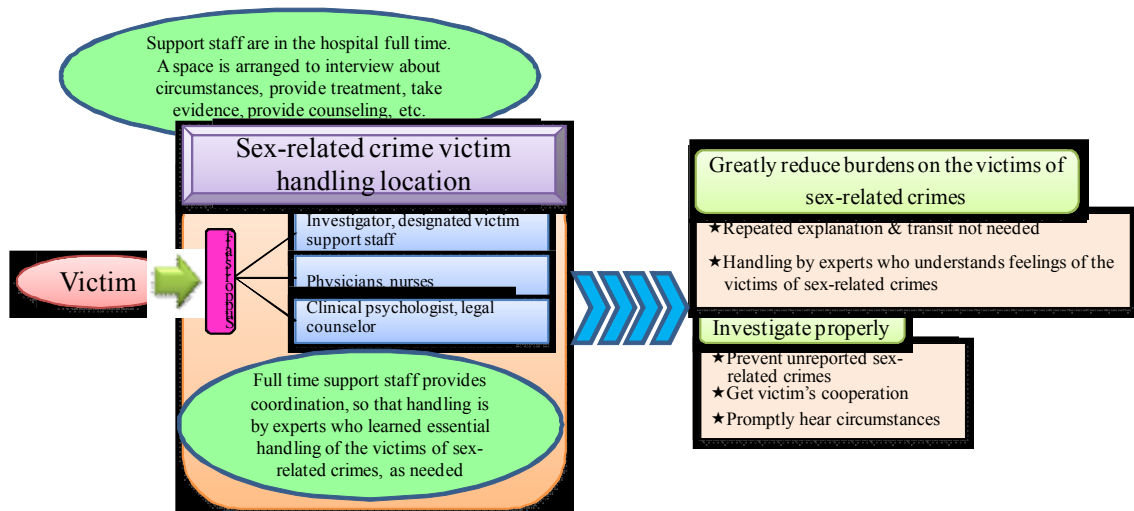 Support staff are in the hospital full time.
A space is arranged to interview about
circumstances, provide treatment, take
evidence, provide counseling, etc.
Sex-related crime victim
handling location
Victim
Investigator, designated victim
support staff
Physicians, nurses
Clinical psychologist, legal
counselor
Full time support staff provides
coordination, so that handling is
by experts who learned essential
handling of the victims of sex-
related crimes, as needed
Greatly reduce burdens on the victims of
sex-related crimes
★Repeated explanation & transit not needed
★Handling by experts who understands feelings of the
victims of sex-related crimes
Investigate properly
★Prevent unreported sex-
related crimes
★Get victim's cooperation
★Promptly hear circumstances